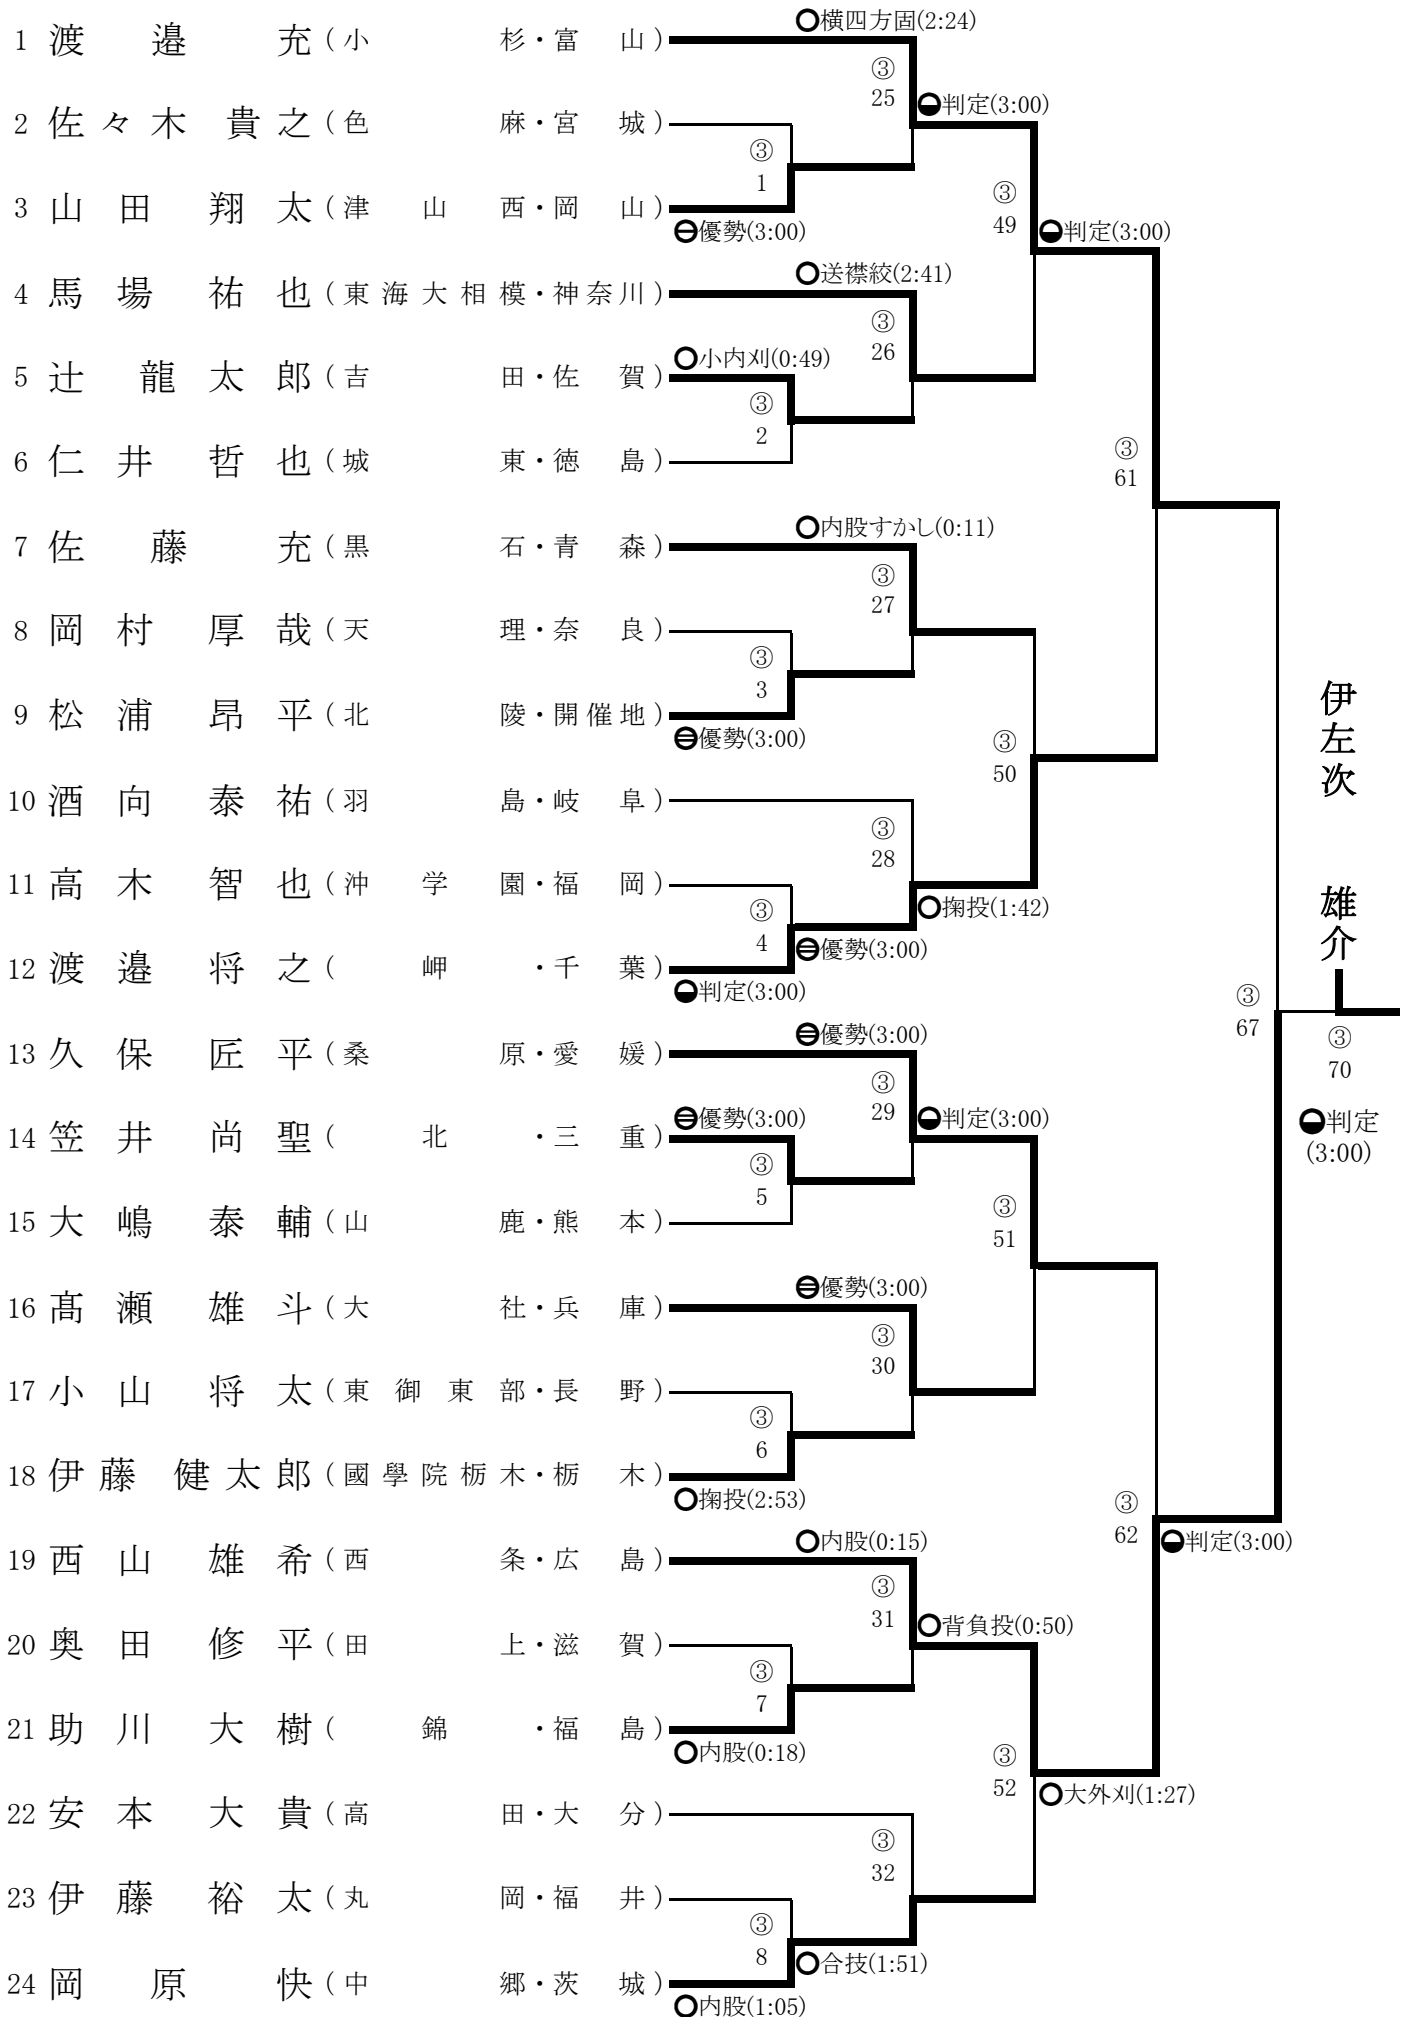 ○横四方固(2:24)
1 渡邉充(小杉・富山)
③
25
◒判定(3:00)
2 佐々木貴之(色麻・宮城)
③
1
3 山田翔太(津山西・岡山)
⊖優勢(3:00)
③
49
◒判定(3:00)
4 馬場祐也(東海大相模・神奈川)
○送襟絞(2:41)
③
26
○小内刈(0:49)
5 辻龍太郎(吉田・佐賀)
③
2
6 仁井哲也(城東・徳島)
③
61
○内股すかし(0:11)
7 佐藤充(黒石・青森)
③
27
8 岡村厚哉(天理・奈良)
③
3
9 松浦昂平(北陵・開催地)
優勢(3:00)
③
50
10 酒向泰祐(羽島・岐阜)
③
28
11 高木智也(沖学園・福岡)
○掬投(1:42)
③
4
優勢(3:00)
12 渡邉将之(岬・千葉)
◒判定(3:00)
伊左次 雄介
③
67
③
70
◒判定
(3:00)
優勢(3:00)
13 久保匠平(桑原・愛媛)
③
29
優勢(3:00)
◒判定(3:00)
14 笠井尚聖(北・三重)
③
5
15 大嶋泰輔(山鹿・熊本)
③
51
優勢(3:00)
16 髙瀬雄斗(大社・兵庫)
③
30
17 小山将太(東御東部・長野)
③
6
18 伊藤健太郎(國學院栃木・栃木)
○掬投(2:53)
③
62
◒判定(3:00)
○内股(0:15)
19 西山雄希(西条・広島)
③
31
○背負投(0:50)
20 奥田修平(田上・滋賀)
③
7
21 助川大樹(錦・福島)
○内股(0:18)
③
52
○大外刈(1:27)
22 安本大貴(高田・大分)
③
32
23 伊藤裕太(丸岡・福井)
③
8
○合技(1:51)
24 岡原快(中郷・茨城)
○内股(1:05)